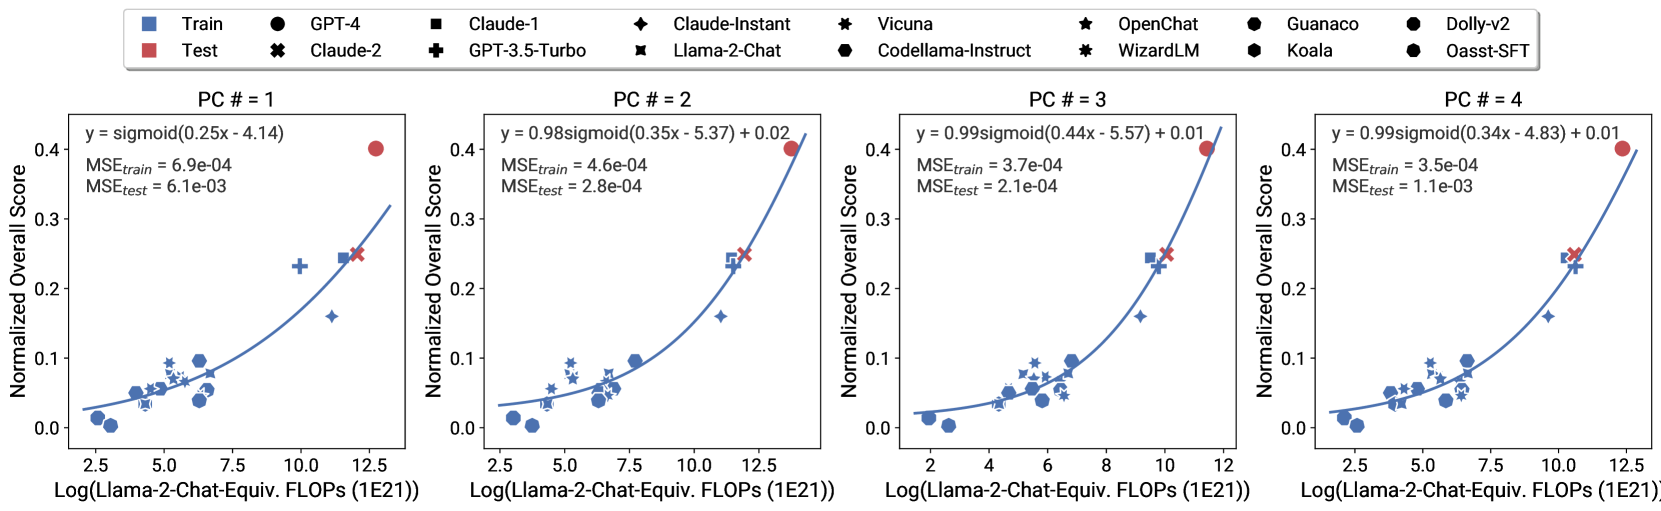 Train GPT-4 Claude-1 Claude-Instant Vicuna OpenChat Guanaco Dolly-v2
Test Claude-2 GPT-3.5-Turbo Llama-2-Chat Codellama-Instruct WizardLM Koala Oasst-SFT
PC # = 1
y = sigmoid(0.25x - 4.14)
MSE_train = 6.9e-04
MSE_test = 6.1e-03
Normalized Overall Score
0.4
0.3
0.2
0.1
0.0
2.5 5.0 7.5 10.0 12.5
Log(Llama-2-Chat-Equiv. FLOPs (1E21))
PC # = 2
y = 0.98sigmoid(0.35x - 5.37) + 0.02
MSE_train = 4.6e-04
MSE_test = 2.8e-04
Normalized Overall Score
0.4
0.3
0.2
0.1
0.0
2.5 5.0 7.5 10.0 12.5
Log(Llama-2-Chat-Equiv. FLOPs (1E21))
PC # = 3
y = 0.99sigmoid(0.44x - 5.57) + 0.01
MSE_train = 3.7e-04
MSE_test = 2.1e-04
Normalized Overall Score
0.4
0.3
0.2
0.1
0.0
2 4 6 8 10 12
Log(Llama-2-Chat-Equiv. FLOPs (1E21))
PC # = 4
y = 0.99sigmoid(0.34x - 4.83) + 0.01
MSE_train = 3.5e-04
MSE_test = 1.1e-03
Normalized Overall Score
0.4
0.3
0.2
0.1
0.0
2.5 5.0 7.5 10.0 12.5
Log(Llama-2-Chat-Equiv. FLOPs (1E21))